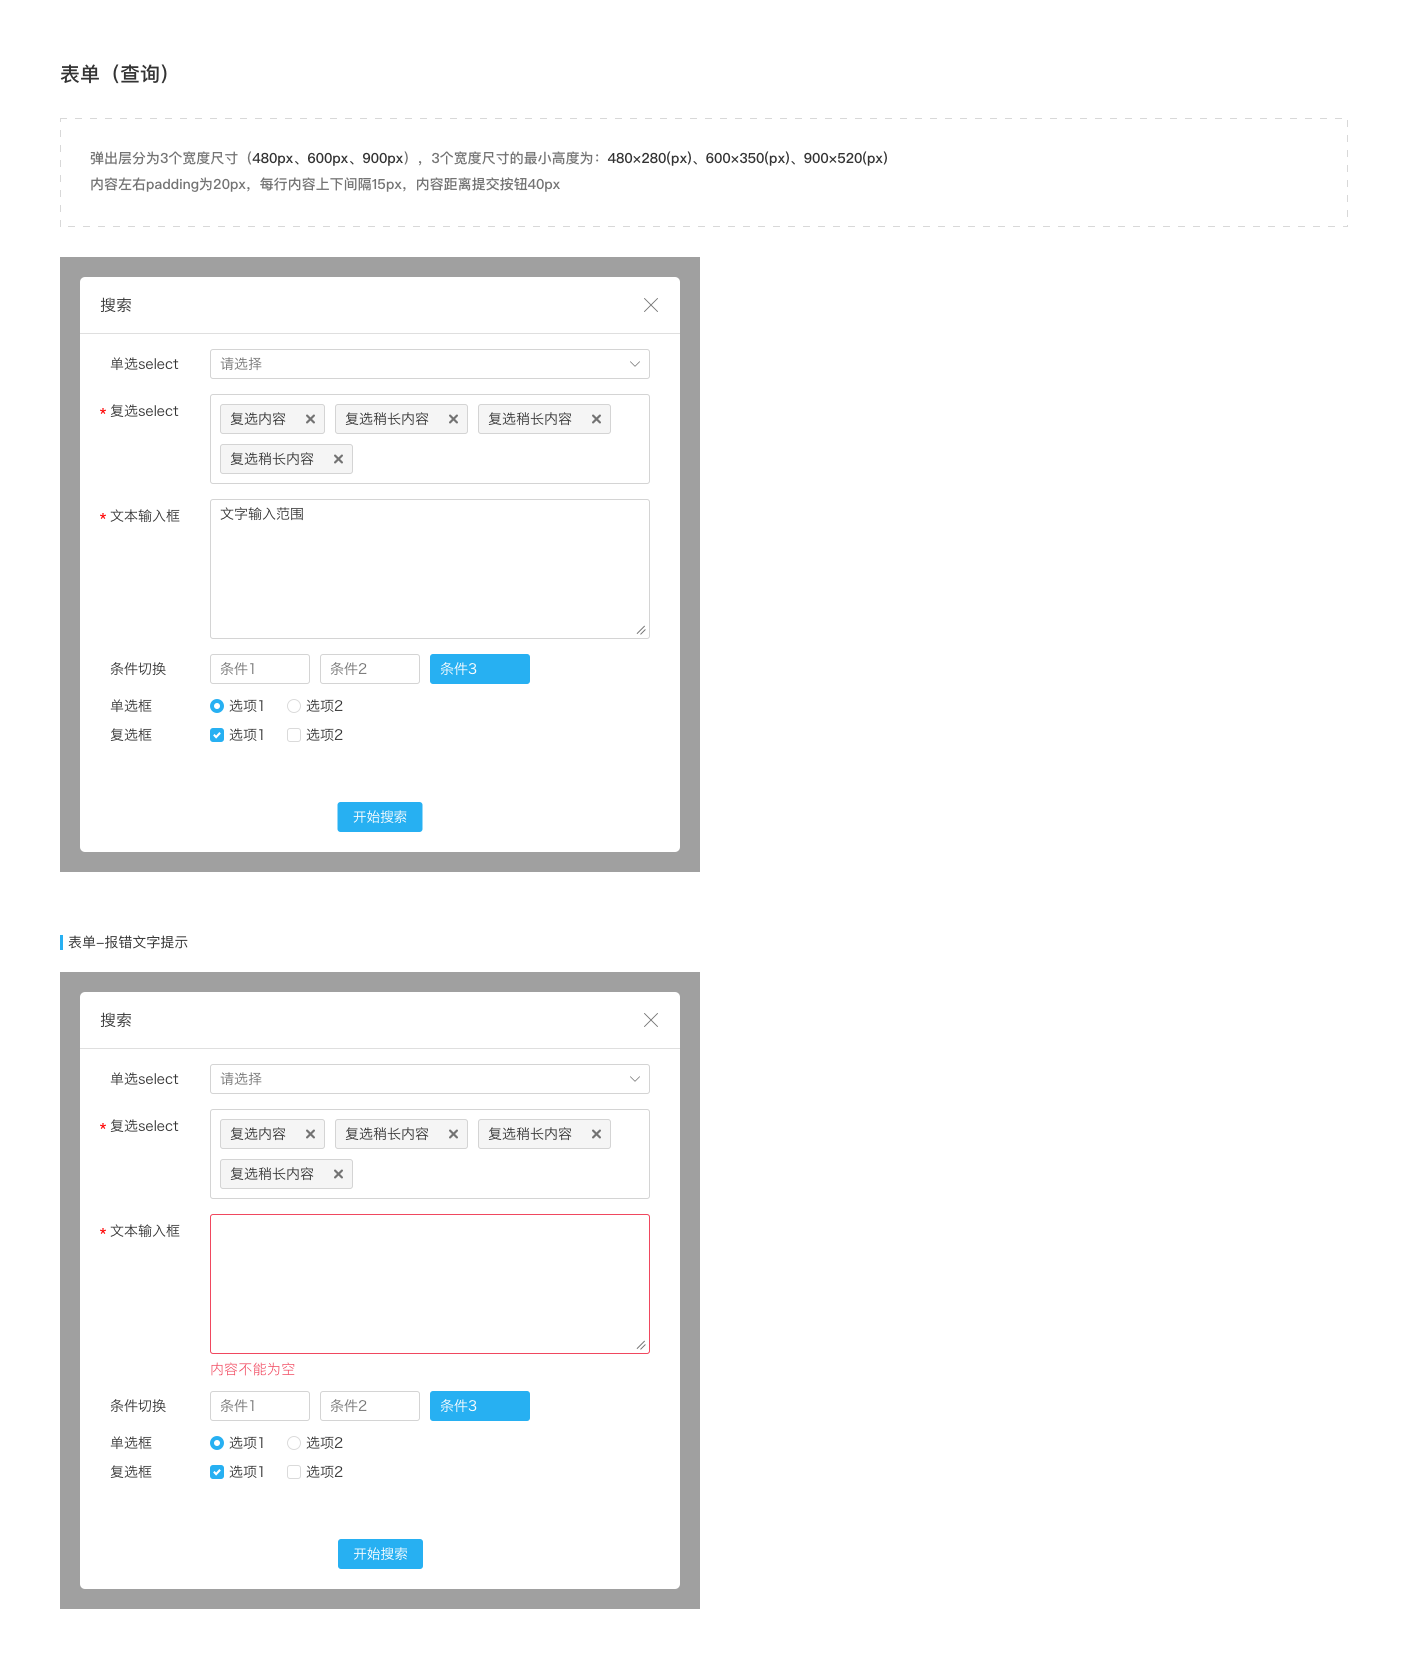 表单（查询）
弹出层分为3个宽度尺寸（480px、600px、900px），3个宽度尺寸的最小高度为：480×280(px)、600×350(px)、900×520(px)
内容左右padding为20px，每行内容上下间隔15px，内容距离提交按钮40px
搜索
单选select 请选择
* 复选select 复选内容 × 复选稍长内容 × 复选稍长内容 ×
复选稍长内容 ×
* 文本输入框 文字输入范围
条件切换 条件1 条件2 条件3
单选框 选项1 选项2
复选框 选项1 选项2
开始搜索
表单-报错文字提示
搜索
单选select 请选择
* 复选select 复选内容 × 复选稍长内容 × 复选稍长内容 ×
复选稍长内容 ×
* 文本输入框
内容不能为空
条件切换 条件1 条件2 条件3
单选框 选项1 选项2
复选框 选项1 选项2
开始搜索